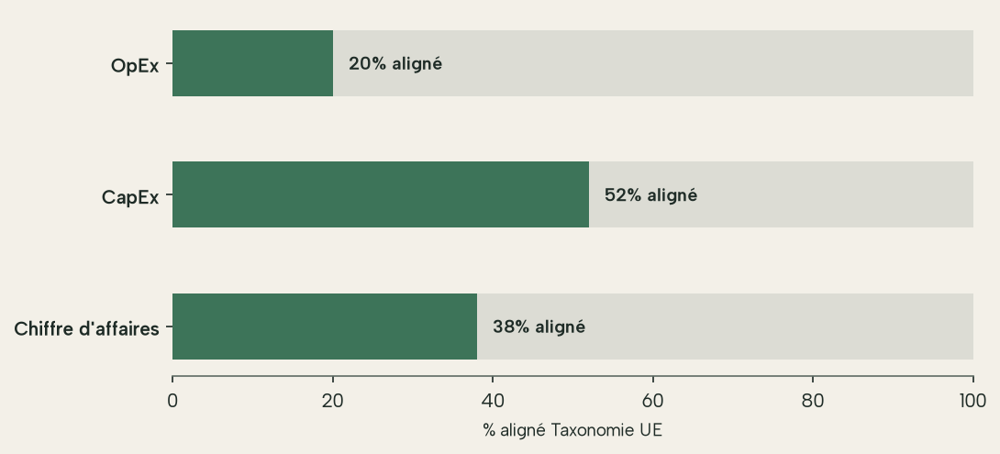 OpEx
20% aligné
CapEx
52% aligné
Chiffre d'affaires
38% aligné
0 20 40 60 80 100
% aligné Taxonomie UE